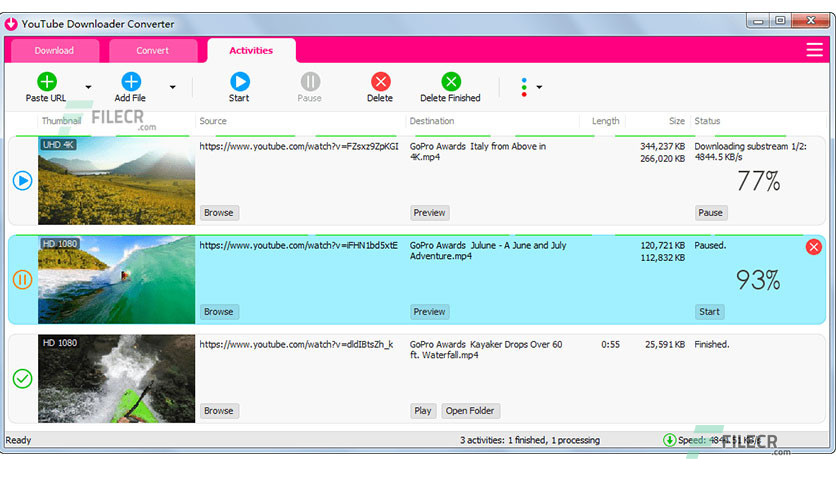 YouTube Downloader Converter
Download Convert Activities
Paste URL Add File Start Pause Delete Delete Finished
Thumbnail Source Destination Length Size Status
FILECR
.com
UHD 4K https://www.youtube.com/watch?v=FZsxz9ZpKGI GoPro Awards Italy from Above in 344,237 KB Downloading substream 1/2:
4K.mp4 266,020 KB 4844.5 KB/s
77%
Browse Preview Pause
HD 1080 https://www.youtube.com/watch?v=iFHN1bd5xtE GoPro Awards Julune - A June and July 120,721 KB Paused.
Adventure.mp4 112,832 KB
93%
Browse Preview Start
HD 1080 https://www.youtube.com/watch?v=dldIBtsZh_k GoPro Awards Kayaker Drops Over 60 0:55 25,591 KB Finished.
ft. Waterfall.mp4
Browse Play Open Folder
Ready 3 activities: 1 finished, 1 processing Speed: 4844.51 KB/s
FILECR
.com